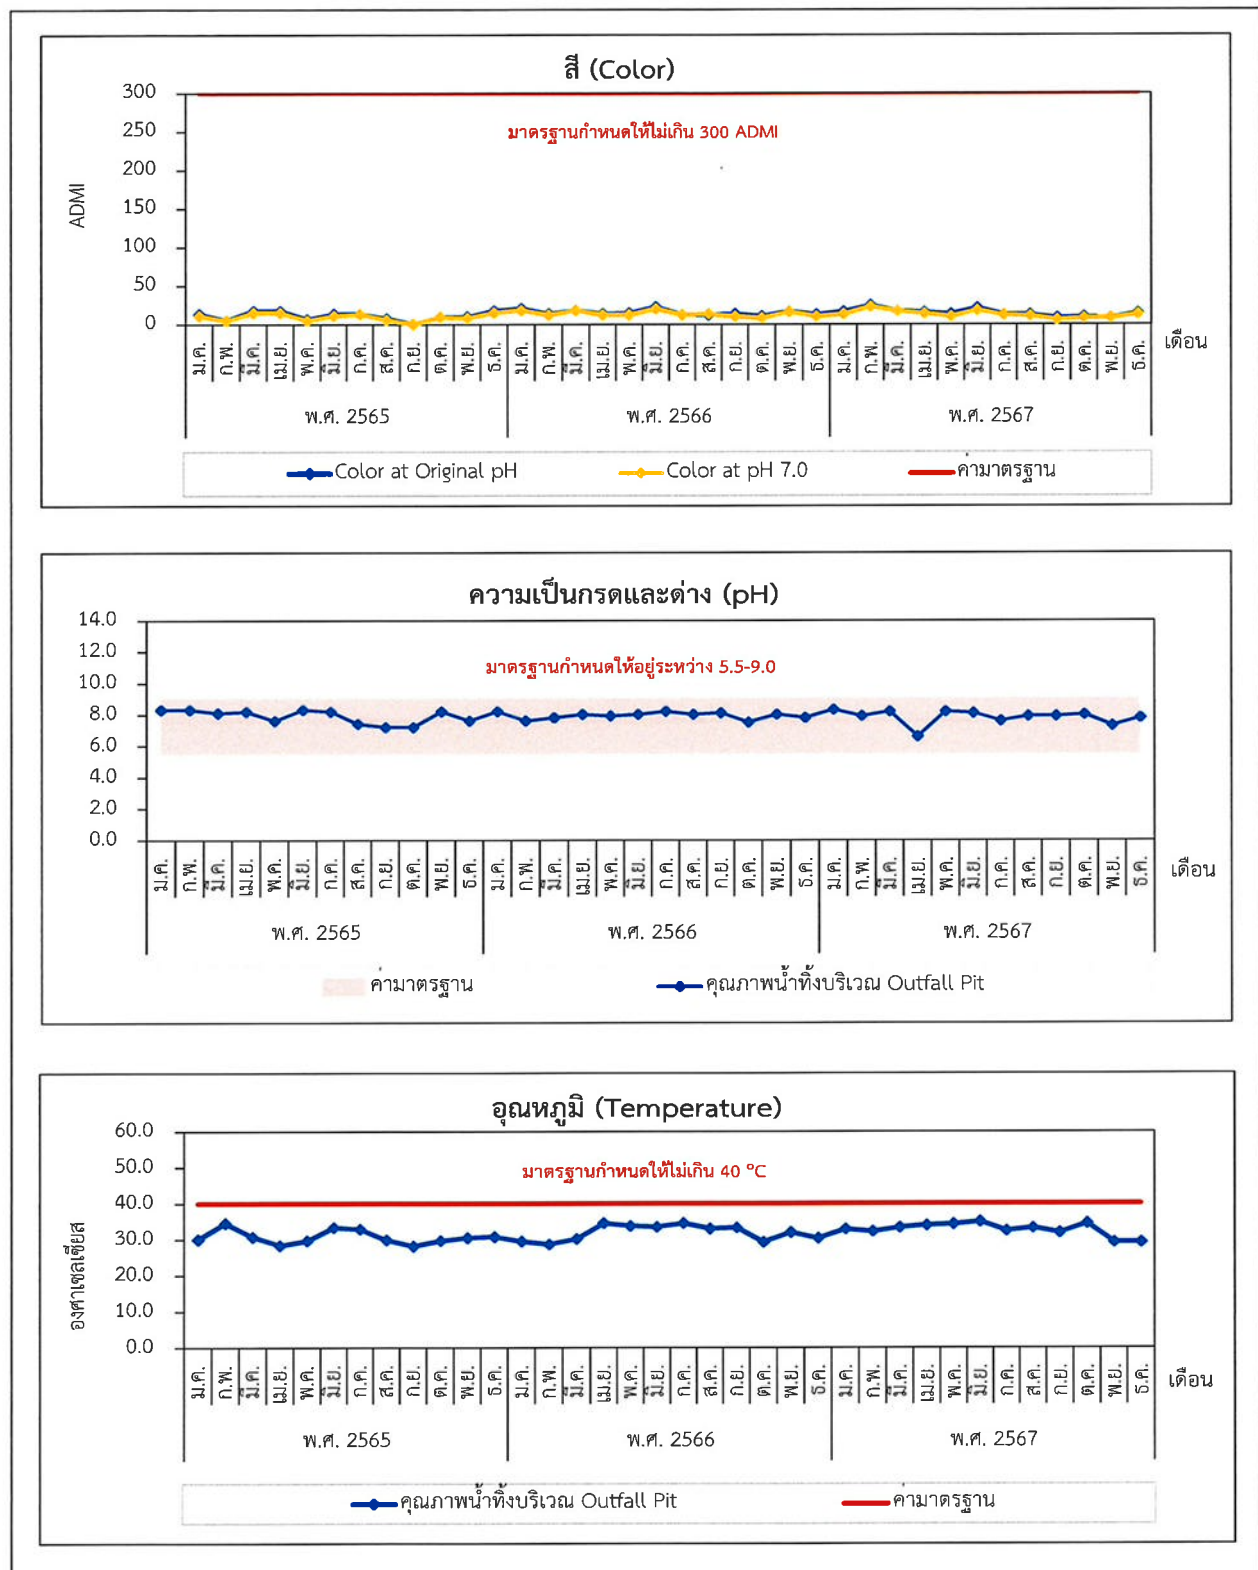 สี (Color)
300
250
200
150
100
50
0
ADMI
มาตรฐานกำหนดให้ไม่เกิน 300 ADMI
ม.ค. ก.พ. มี.ค. เม.ย. พ.ค. มิ.ย. ก.ค. ส.ค. ก.ย. ต.ค. พ.ย. ธ.ค. ม.ค. ก.พ. มี.ค. เม.ย. พ.ค. มิ.ย. ก.ค. ส.ค. ก.ย. ต.ค. พ.ย. ธ.ค. ม.ค. ก.พ. มี.ค. เม.ย. พ.ค. มิ.ย. ก.ค. ส.ค. ก.ย. ต.ค. พ.ย. ธ.ค.
เดือน
พ.ศ. 2565 พ.ศ. 2566 พ.ศ. 2567
Color at Original pH Color at pH 7.0 ค่ามาตรฐาน
ความเป็นกรดและด่าง (pH)
14.0
12.0
10.0
8.0
6.0
4.0
2.0
0.0
มาตรฐานกำหนดให้อยู่ระหว่าง 5.5-9.0
ม.ค. ก.พ. มี.ค. เม.ย. พ.ค. มิ.ย. ก.ค. ส.ค. ก.ย. ต.ค. พ.ย. ธ.ค. ม.ค. ก.พ. มี.ค. เม.ย. พ.ค. มิ.ย. ก.ค. ส.ค. ก.ย. ต.ค. พ.ย. ธ.ค. ม.ค. ก.พ. มี.ค. เม.ย. พ.ค. มิ.ย. ก.ค. ส.ค. ก.ย. ต.ค. พ.ย. ธ.ค.
เดือน
พ.ศ. 2565 พ.ศ. 2566 พ.ศ. 2567
ค่ามาตรฐาน คุณภาพน้ำทิ้งบริเวณ Outfall Pit
อุณหภูมิ (Temperature)
60.0
50.0
40.0
30.0
20.0
10.0
0.0
องศาเซลเซียส
มาตรฐานกำหนดให้ไม่เกิน 40 °C
ม.ค. ก.พ. มี.ค. เม.ย. พ.ค. มิ.ย. ก.ค. ส.ค. ก.ย. ต.ค. พ.ย. ธ.ค. ม.ค. ก.พ. มี.ค. เม.ย. พ.ค. มิ.ย. ก.ค. ส.ค. ก.ย. ต.ค. พ.ย. ธ.ค. ม.ค. ก.พ. มี.ค. เม.ย. พ.ค. มิ.ย. ก.ค. ส.ค. ก.ย. ต.ค. พ.ย. ธ.ค.
เดือน
พ.ศ. 2565 พ.ศ. 2566 พ.ศ. 2567
คุณภาพน้ำทิ้งบริเวณ Outfall Pit ค่ามาตรฐาน